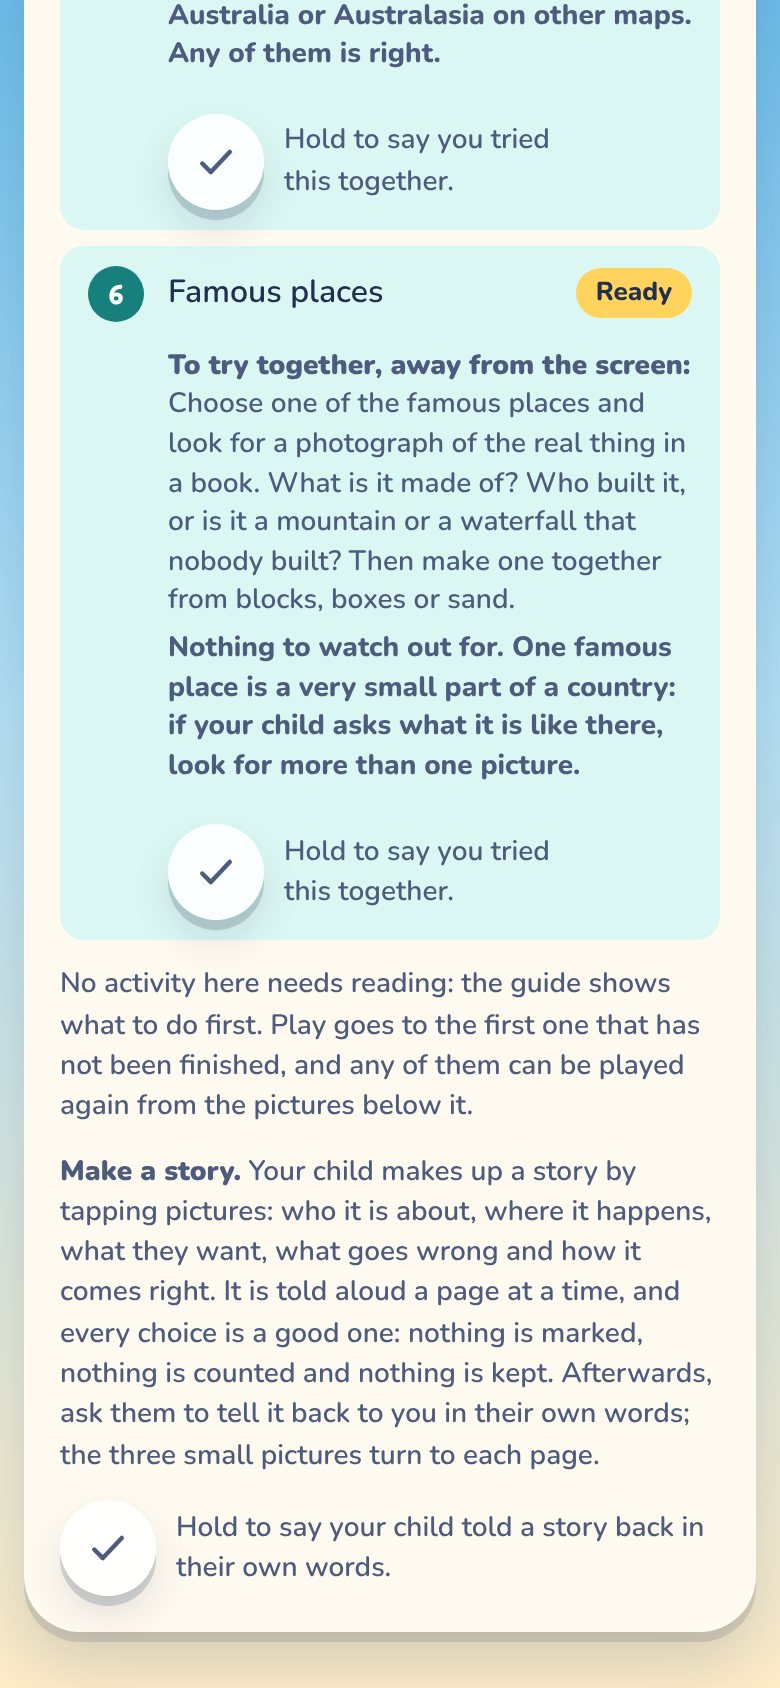 Australia or Australasia on other maps.
Any of them is right.
Hold to say you tried
this together.
6
Famous places
Ready
To try together, away from the screen:
Choose one of the famous places and
look for a photograph of the real thing in
a book. What is it made of? Who built it,
or is it a mountain or a waterfall that
nobody built? Then make one together
from blocks, boxes or sand.
Nothing to watch out for. One famous
place is a very small part of a country:
if your child asks what it is like there,
look for more than one picture.
Hold to say you tried
this together.
No activity here needs reading: the guide shows
what to do first. Play goes to the first one that has
not been finished, and any of them can be played
again from the pictures below it.
Make a story. Your child makes up a story by
tapping pictures: who it is about, where it happens,
what they want, what goes wrong and how it
comes right. It is told aloud a page at a time, and
every choice is a good one: nothing is marked,
nothing is counted and nothing is kept. Afterwards,
ask them to tell it back to you in their own words;
the three small pictures turn to each page.
Hold to say your child told a story back in
their own words.